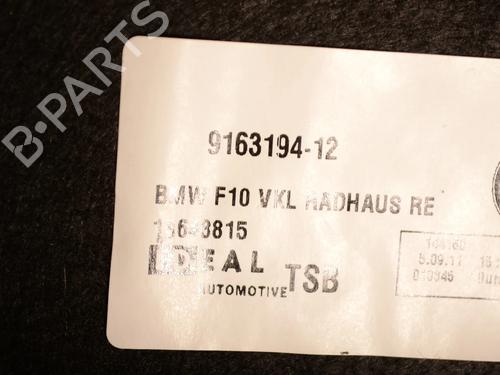 B-PARTS
9163194-12
BMW F10 VKL RADHAUS RE
IDEAL
AUTOMOTIVE TSB